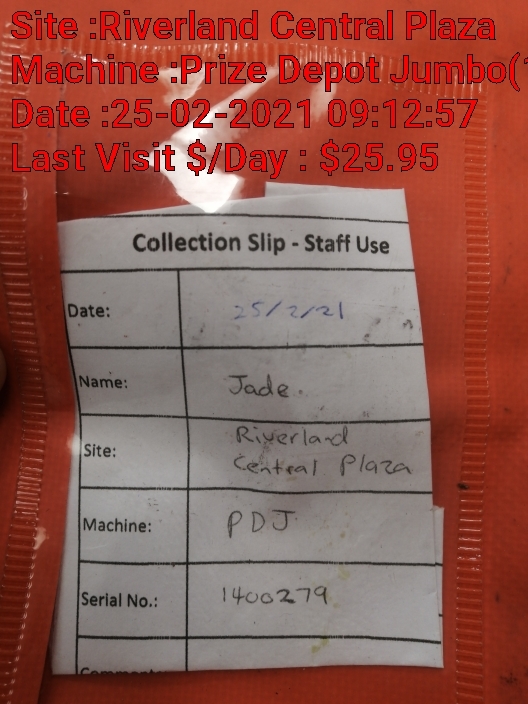 Site :Riverland Central Plaza
Machine :Prize Depot Jumbo(
Date :25-02-2021 09:12:57
Last Visit $/Day : $25.95
Collection Slip - Staff Use
Date: 25/2/21
Name: Jade.
Site: Riverland
Central Plaza
Machine: PDJ
Serial No.: 1400279